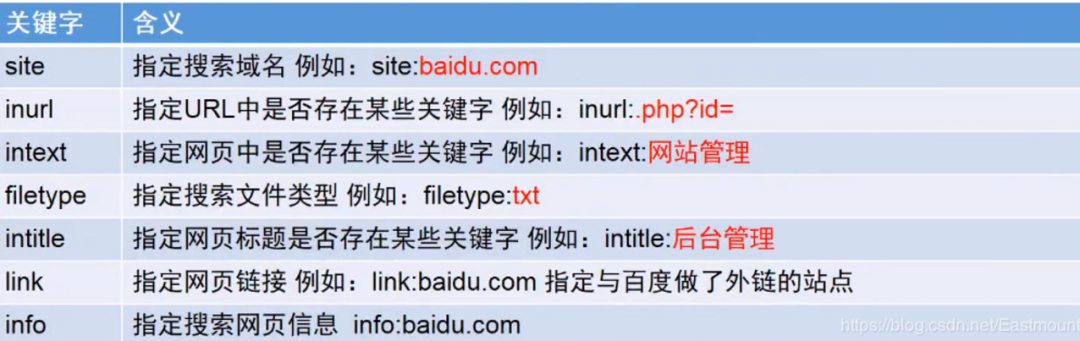 关键字 含义
site 指定搜索域名 例如：site:baidu.com
inurl 指定URL中是否存在某些关键字 例如：inurl:.php?id=
intext 指定网页中是否存在某些关键字 例如：intext:网站管理
filetype 指定搜索文件类型 例如：filetype:txt
intitle 指定网页标题是否存在某些关键字 例如：intitle:后台管理
link 指定网页链接 例如：link:baidu.com 指定与百度做了外链的站点
info 指定搜索网页信息 info:baidu.com
https://blog.csdn.net/Eastmount